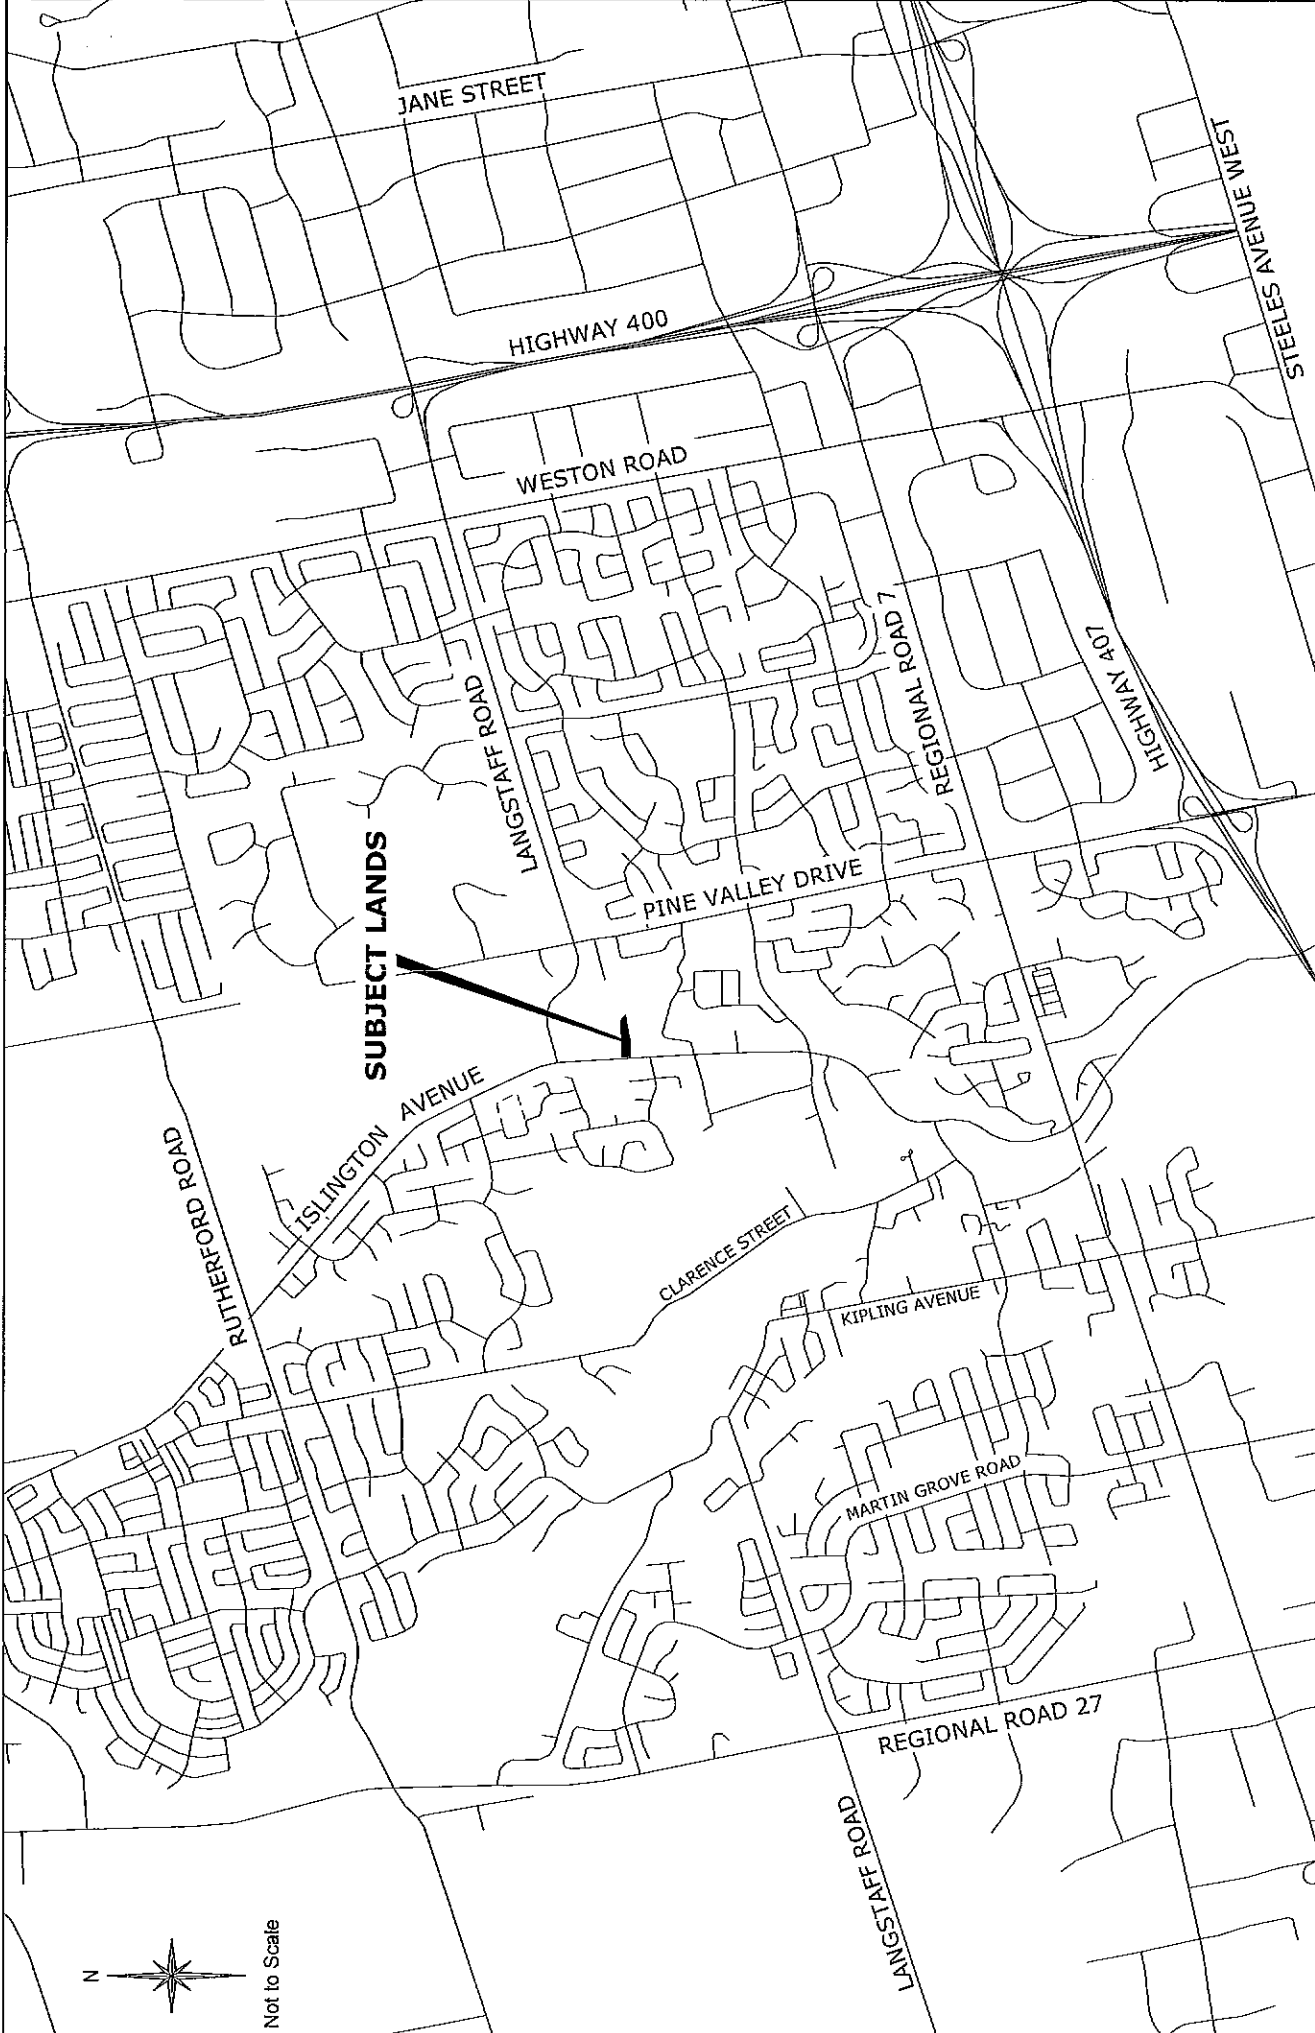 JANE STREET
STEELES AVENUE WEST
HIGHWAY 400
WESTON ROAD
REGIONAL ROAD 7
HIGHWAY 407
LANGSTAFF ROAD
SUBJECT LANDS
PINE VALLEY DRIVE
ISLINGTON AVENUE
RUTHERFORD ROAD
CLARENCE STREET
KIPLING AVENUE
MARTIN GROVE ROAD
REGIONAL ROAD 27
LANGSTAFF ROAD
N
Not to Scale